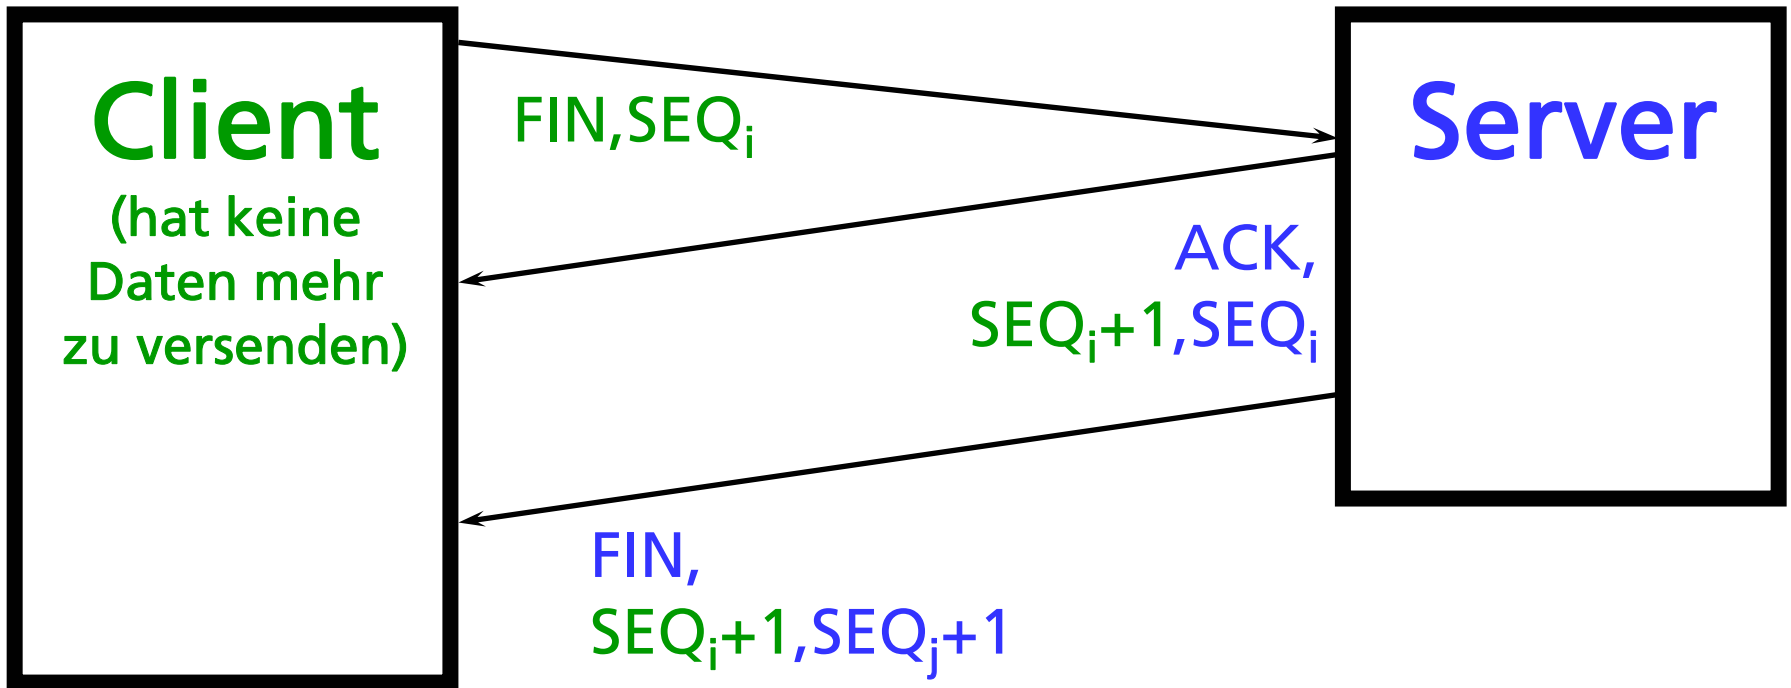 Client
(hat keine
Daten mehr
zu versenden)
FIN,SEQᵢ
Server
ACK,
SEQᵢ+1,SEQᵢ
FIN,
SEQᵢ+1,SEQⱼ+1